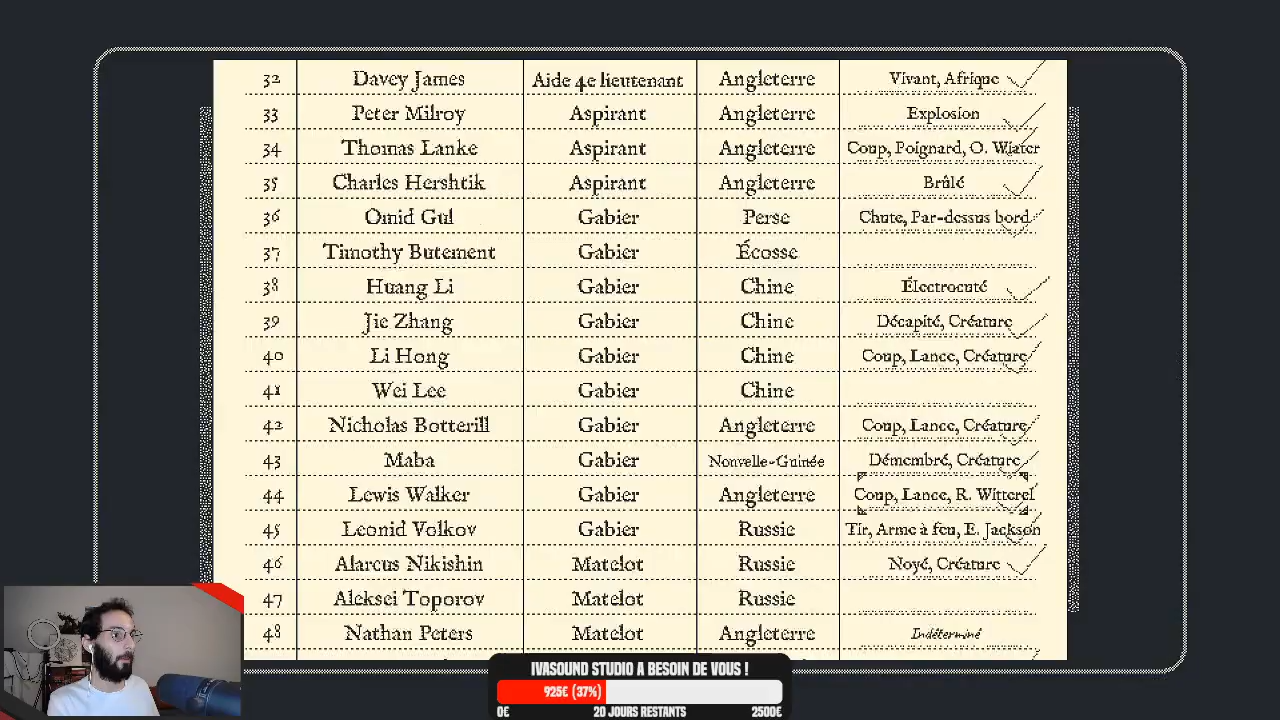 32 Davey James Aide 4e lieutenant Angleterre Vivant, Afrique
33 Peter Milroy Aspirant Angleterre Explosion
34 Thomas Lanke Aspirant Angleterre Coup, Poignard, O. Wiater
35 Charles Hershtik Aspirant Angleterre Brûlé
36 Omid Gul Gabier Perse Chute, Par-dessus bord
37 Timothy Butement Gabier Écosse
38 Huang Li Gabier Chine Électrocuté
39 Jie Zhang Gabier Chine Décapité, Créature
40 Li Hong Gabier Chine Coup, Lance, Créature
41 Wei Lee Gabier Chine
42 Nicholas Botterill Gabier Angleterre Coup, Lance, Créature
43 Maba Gabier Nouvelle-Guinée Démembré, Créature
44 Lewis Walker Gabier Angleterre Coup, Lance, R. Witterel
45 Leonid Volkov Gabier Russie Tir, Arme à feu, E. Jackson
46 Alarcus Nikishin Matelot Russie Noyé, Créature
47 Aleksei Toporov Matelot Russie
48 Nathan Peters Matelot Angleterre Indéterminé
IVASOUND STUDIO A BESOIN DE VOUS !
925€ (37%)
0€ 20 JOURS RESTANTS 2500€